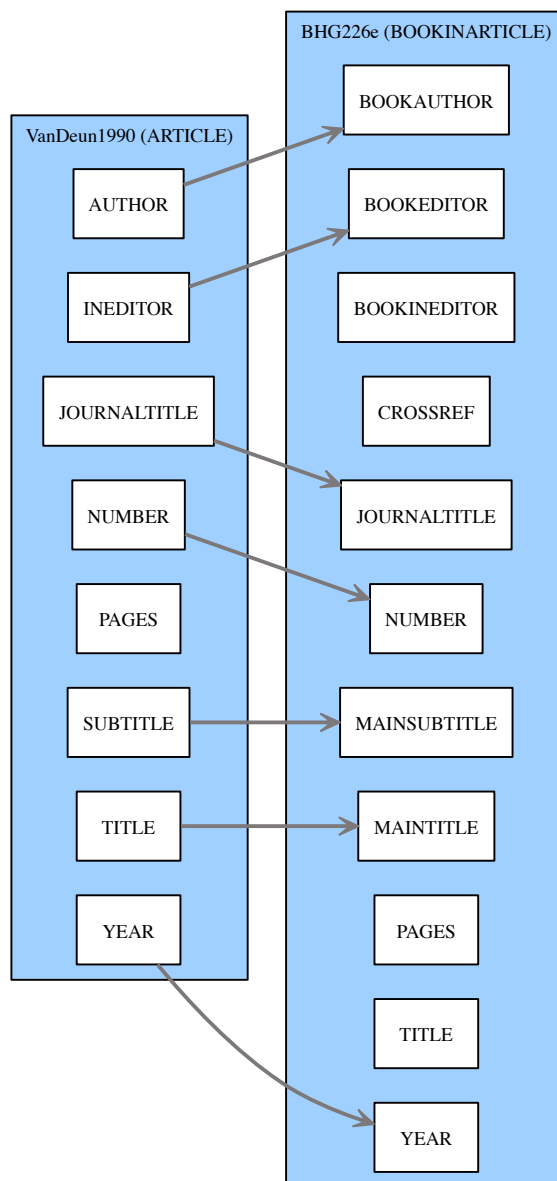 VanDeun1990 (ARTICLE)
AUTHOR
INEDITOR
JOURNALTITLE
NUMBER
PAGES
SUBTITLE
TITLE
YEAR
BHG226e (BOOKINARTICLE)
BOOKAUTHOR
BOOKEDITOR
BOOKINEDITOR
CROSSREF
JOURNALTITLE
NUMBER
MAINSUBTITLE
MAINTITLE
PAGES
TITLE
YEAR